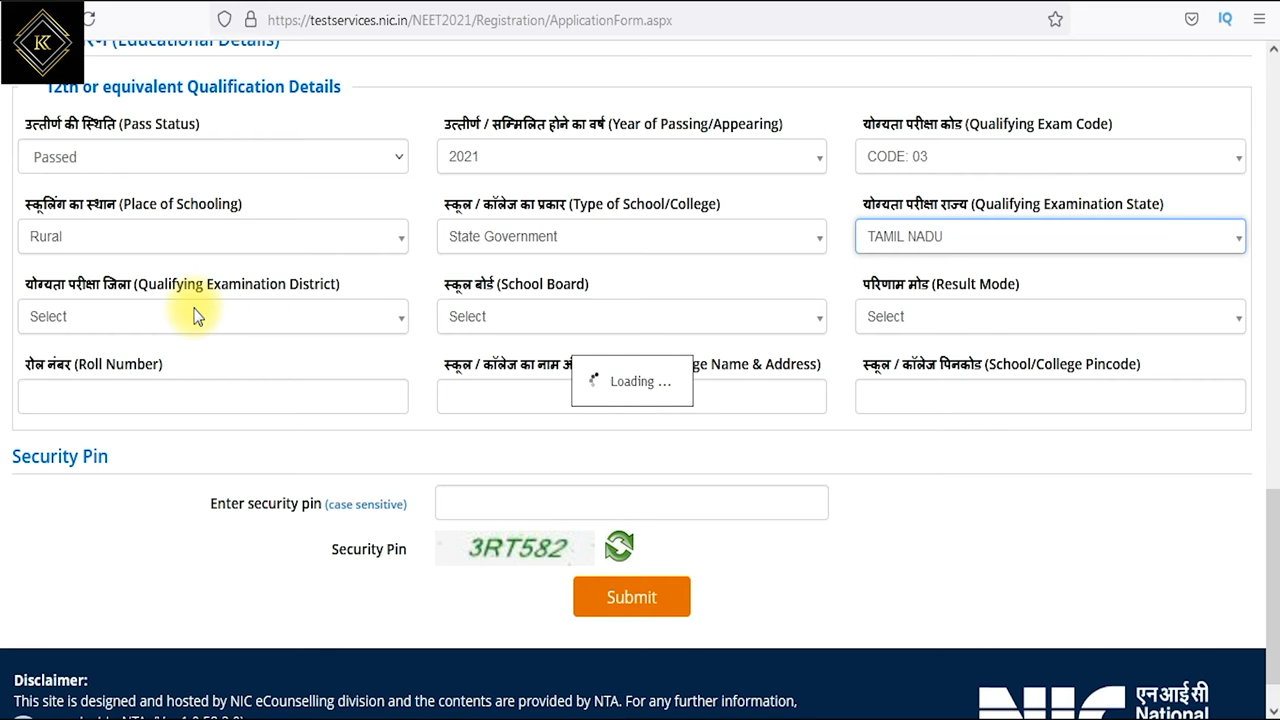 https://testservices.nic.in/NEET2021/Registration/ApplicationForm.aspx
IQ
(Educational Details)
12th or equivalent Qualification Details
उत्तीर्ण की स्थिति (Pass Status)
उत्तीर्ण / सम्मिलित होने का वर्ष (Year of Passing/Appearing)
योग्यता परीक्षा कोड (Qualifying Exam Code)
Passed
2021
CODE: 03
स्कूलिंग का स्थान (Place of Schooling)
स्कूल / कॉलेज का प्रकार (Type of School/College)
योग्यता परीक्षा राज्य (Qualifying Examination State)
Rural
State Government
TAMIL NADU
योग्यता परीक्षा जिला (Qualifying Examination District)
स्कूल बोर्ड (School Board)
परिणाम मोड (Result Mode)
Select
Select
Select
रोल नंबर (Roll Number)
स्कूल / कॉलेज का नाम
Name & Address)
स्कूल / कॉलेज पिनकोड (School/College Pincode)
Loading ...
Security Pin
Enter security pin (case sensitive)
Security Pin
3RT582
Submit
Disclaimer:
This site is designed and hosted by NIC eCounselling division and the contents are provided by NTA. For any further information,
NIC
एनआईसी
National